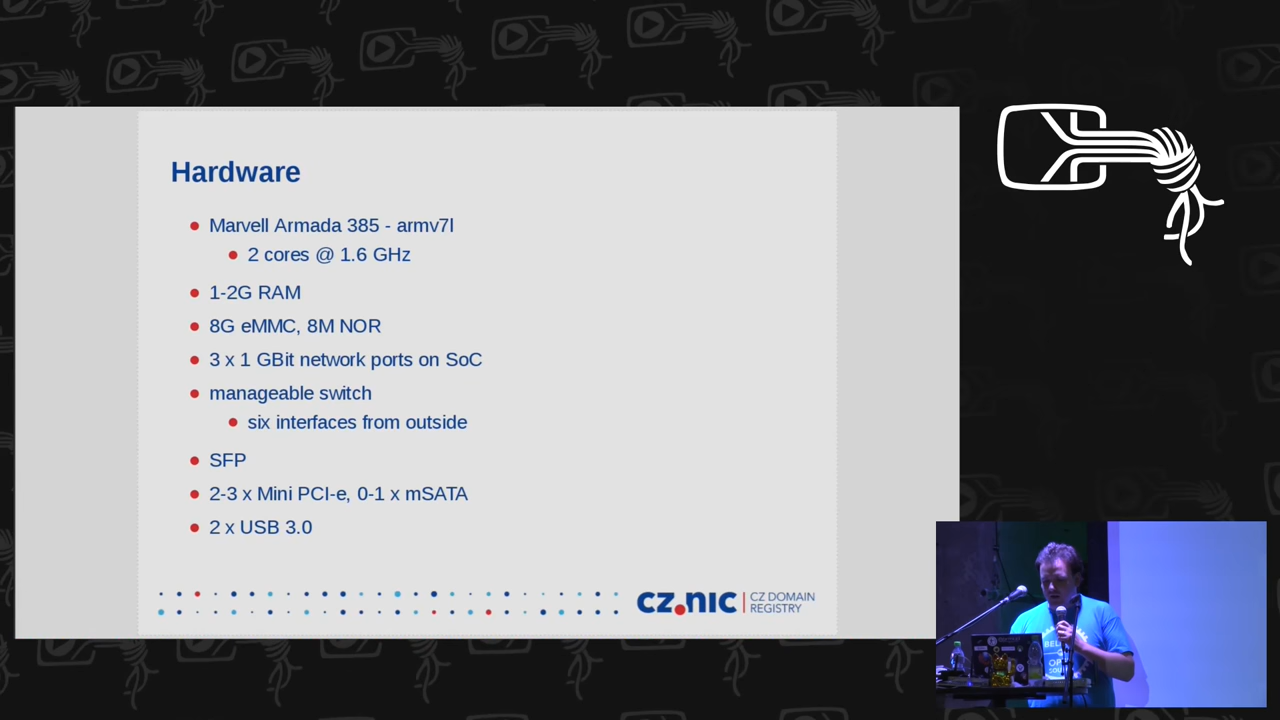 Hardware
Marvell Armada 385 - armv7l
2 cores @ 1.6 GHz
1-2G RAM
8G eMMC, 8M NOR
3 x 1 GBit network ports on SoC
manageable switch
six interfaces from outside
SFP
2-3 x Mini PCI-e, 0-1 x mSATA
2 x USB 3.0
cz.nic
CZ DOMAIN
REGISTRY